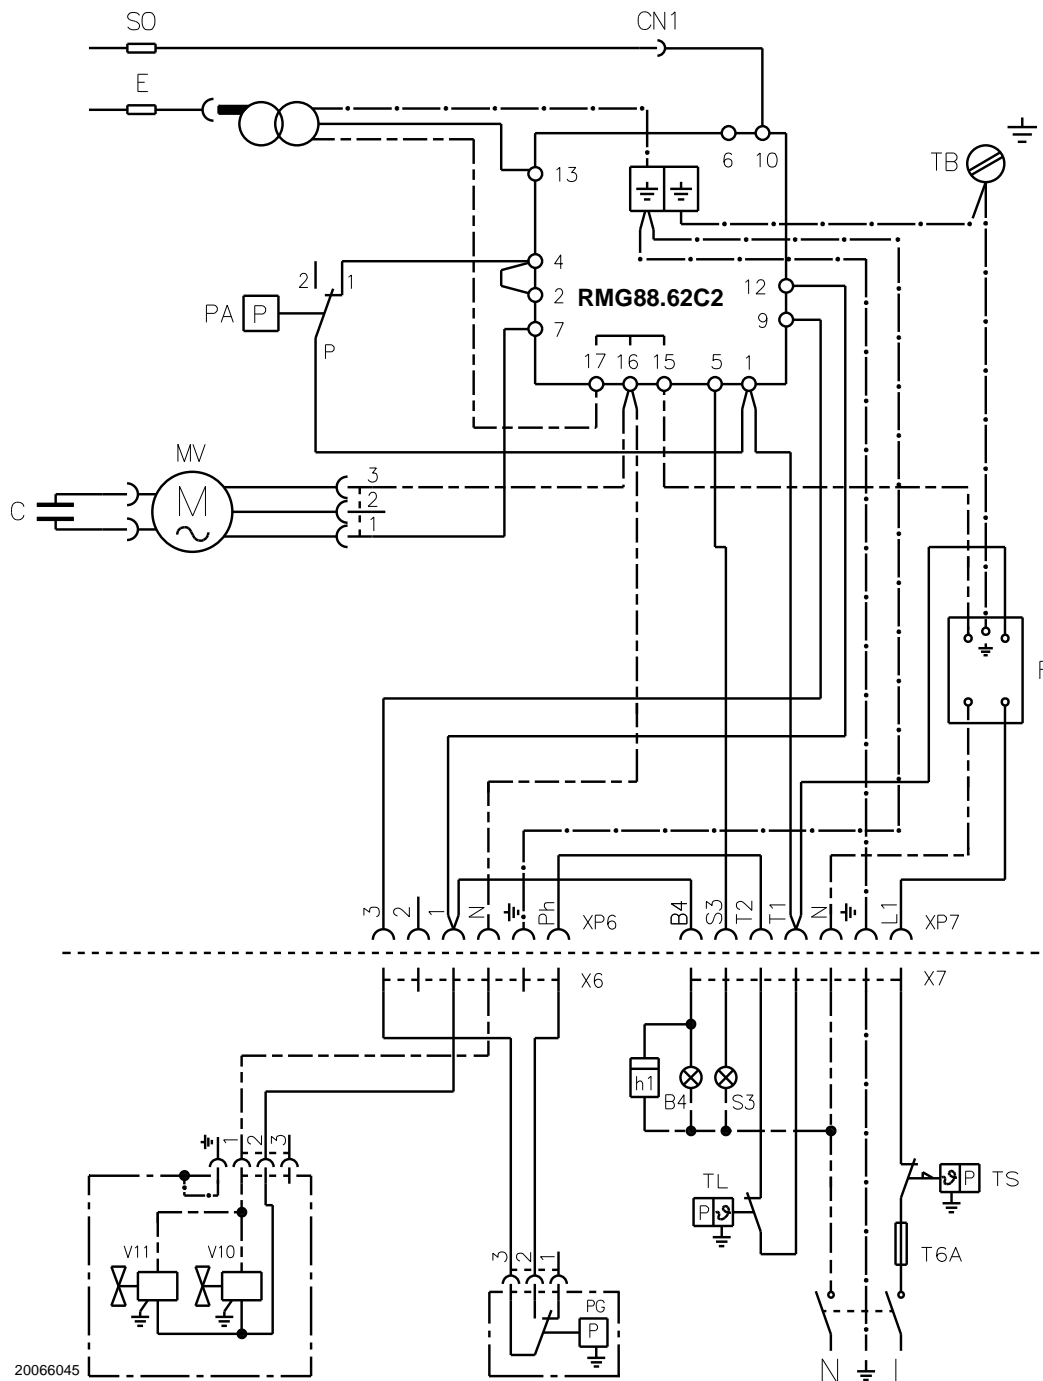 SO
CN1
E
6 10
TB
13
4
2 RMG88.62C2
12
7
9
2
1
PA
P
P
17 16 15 5 1
MV
M
C
3
2
1
3
2
1
N
Ph
XP6
B4
S3
T2
T1
N
L1
XP7
X6
X7
h1
B4
S3
1
2
3
TL
P
P
TS
T6A
V11
V10
3
2
1
PG
P
20066045
N